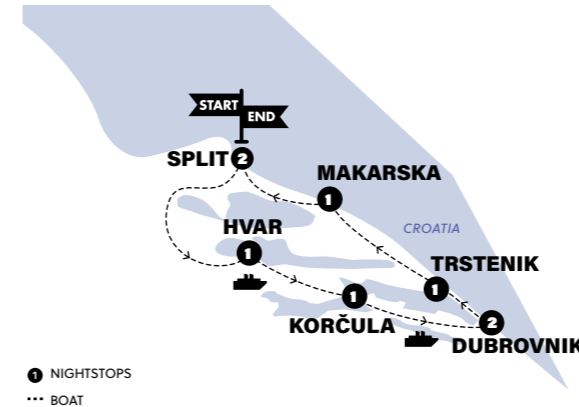 START
END
SPLIT 2
MAKARSKA
1
HVAR
1
CROATIA
TRSTENIK
1
1
KORČULA
2
DUBROVNIK
1 NIGHTSTOPS
BOAT